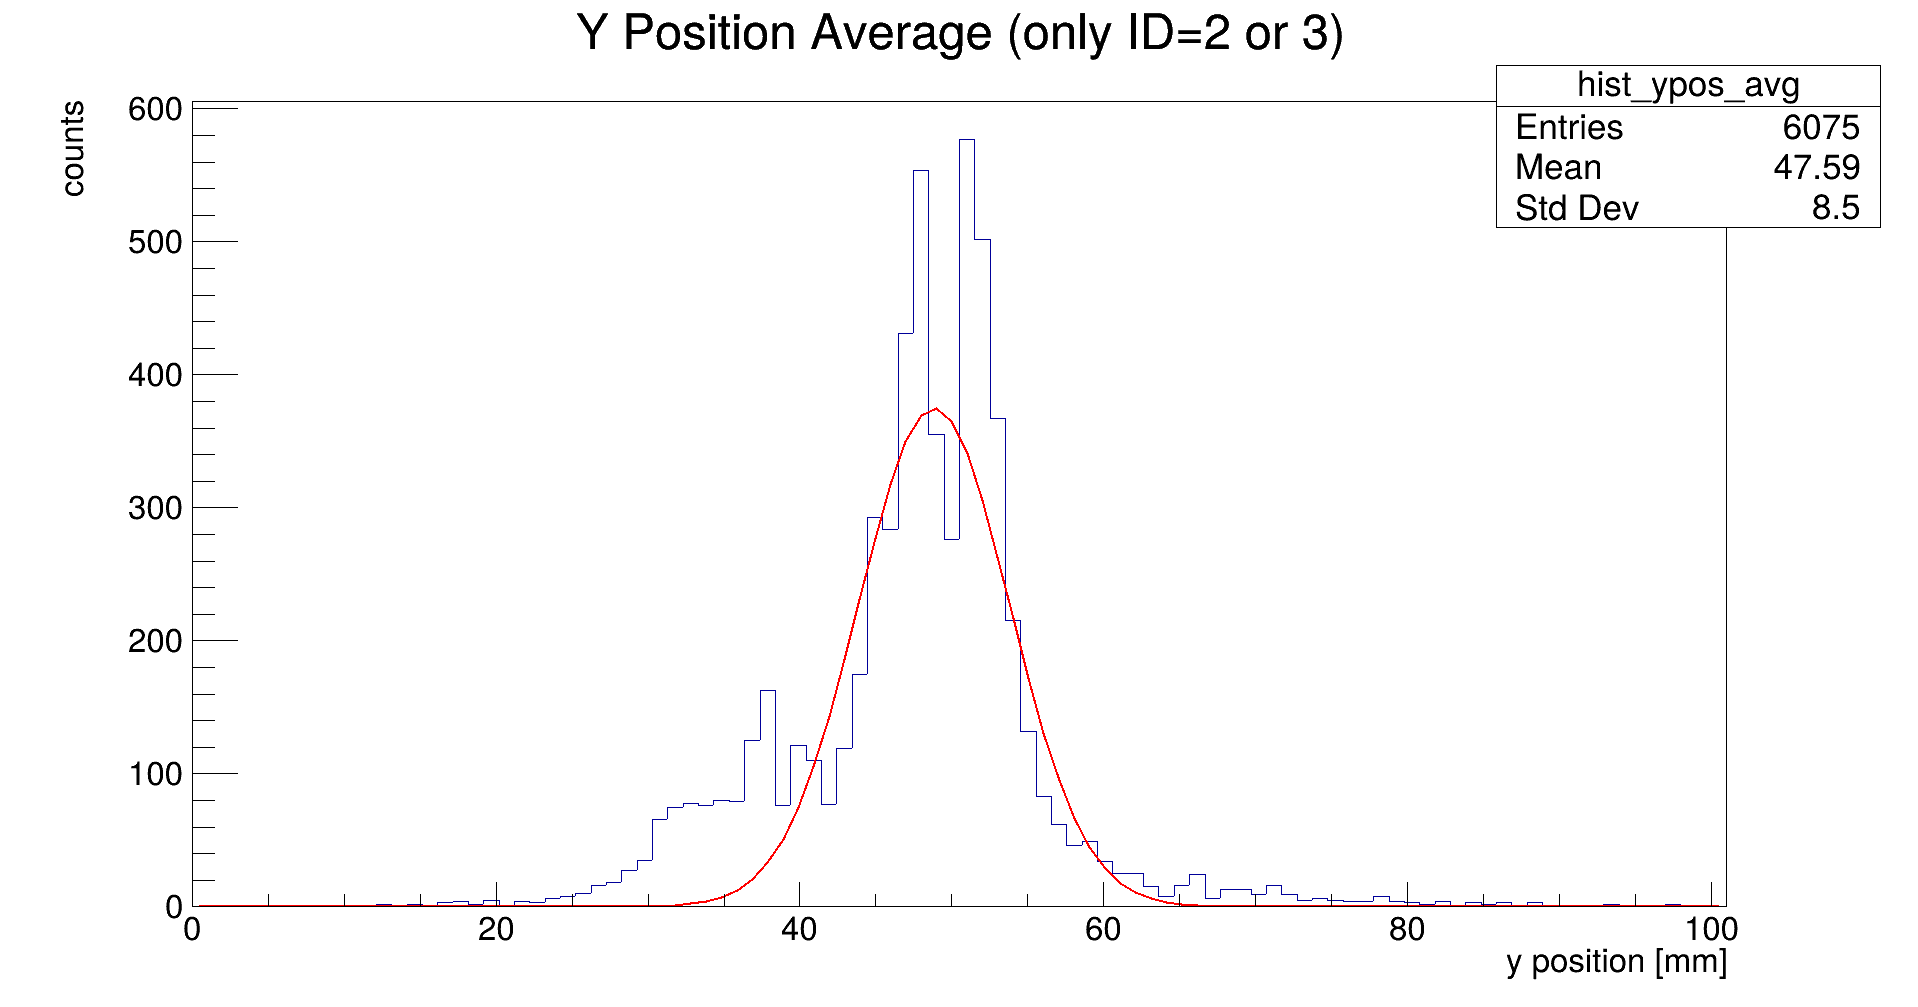 Y Position Average (only ID=2 or 3)
hist_ypos_avg
Entries 6075
Mean 47.59
Std Dev 8.5
counts
600
500
400
300
200
100
0
0 20 40 60 80 100
y position [mm]